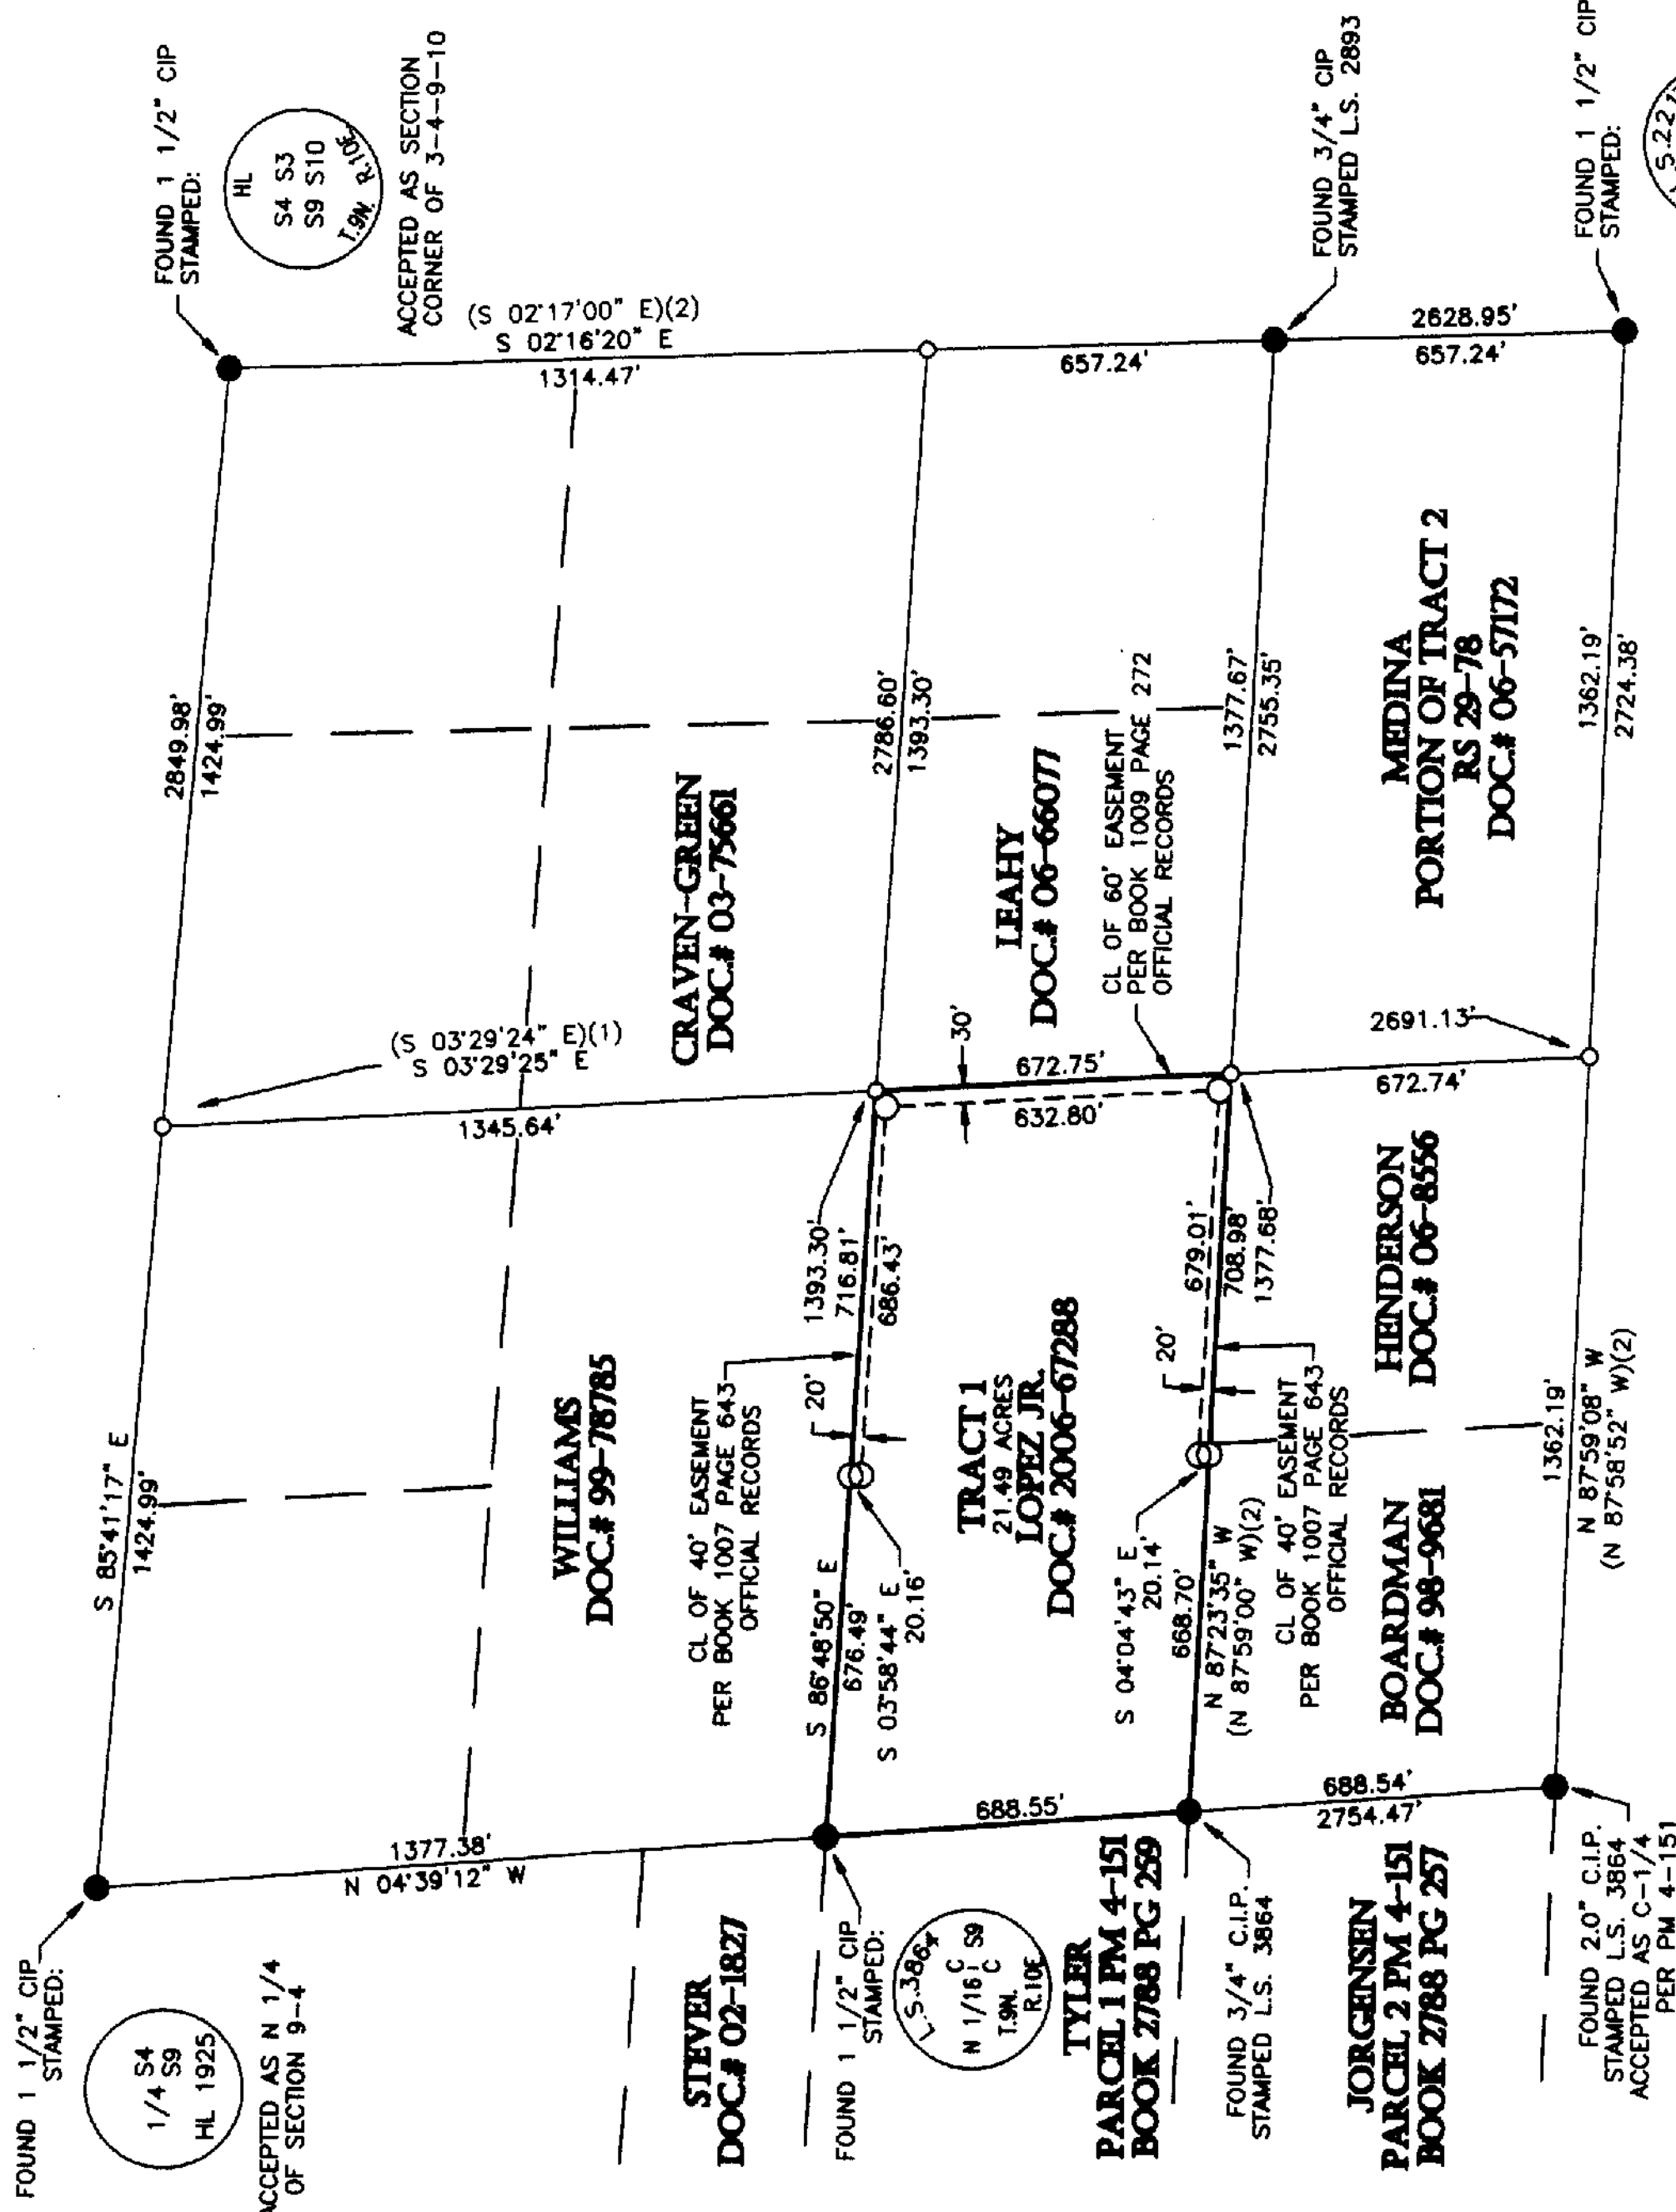 FOUND 1 1/2" CIP
STAMPED:
1/4 S4
S9
HL 1925
ACCEPTED AS N 1/4
OF SECTION 9-4
FOUND 1 1/2" CIP
STAMPED:
HL
S4 S3
S9 S10
T.9N. R.10E.
ACCEPTED AS SECTION
CORNER OF 3-4-9-10
S 85°41'17" E
1424.99'
2849.98'
1424.99'
(S 02°17'00" E)(2)
S 02°16'20" E
1314.47'
(S 03°29'24" E)(1)
S 03°29'25" E
1345.64'
1377.38'
N 04°39'12" W
WILLIAMS
DOC.# 99-78785
CRAVEN-GREEN
DOC.# 03-75661
STEVER
DOC.# 02-1827
CL OF 40' EASEMENT
PER BOOK 1007 PAGE 643
OFFICIAL RECORDS
20'
1393.30'
716.81'
686.43'
S 86°48'50" E
676.49'
S 03°58'44" E
20.16'
2786.60'
1393.30'
657.24'
FOUND 1 1/2" CIP
STAMPED:
L.S.3864
N 1/16 C C S9
T.9N.
R.10E.
688.55'
TRACT 1
21.49 ACRES
LOPEZ JR.
DOC.# 2006-67288
30'
672.75'
632.80'
LEAHY
DOC.# 06-66077
CL OF 60' EASEMENT
PER BOOK 1009 PAGE 272
OFFICIAL RECORDS
TYLER
PARCEL 1 PM 4-151
BOOK 2788 PG 259
S 04°04'43" E
20.14'
668.70'
N 87°23'35" W
(N 87°59'00" W)(2)
20'
679.01'
708.98'
1377.68'
1377.67'
2755.35'
FOUND 3/4" CIP
STAMPED L.S. 2893
CL OF 40' EASEMENT
PER BOOK 1007 PAGE 643
OFFICIAL RECORDS
FOUND 3/4" C.I.P.
STAMPED L.S. 3864
688.54'
2754.47'
JORGENSEN
PARCEL 2 PM 4-151
BOOK 2788 PG 257
BOARDMAN
DOC.# 98-9681
HENDERSON
DOC.# 06-8556
672.74'
2691.13'
MEDINA
PORTION OF TRACT 2
RS 29-78
DOC.# 06-57172
2628.95'
657.24'
FOUND 1 1/2" CIP
STAMPED:
1362.19'
2724.38'
1362.19'
N 87°59'08" W
(N 87°58'52" W)(2)
FOUND 2.0" C.I.P.
STAMPED L.S. 3864
ACCEPTED AS C-1/4
PER PM 4-151